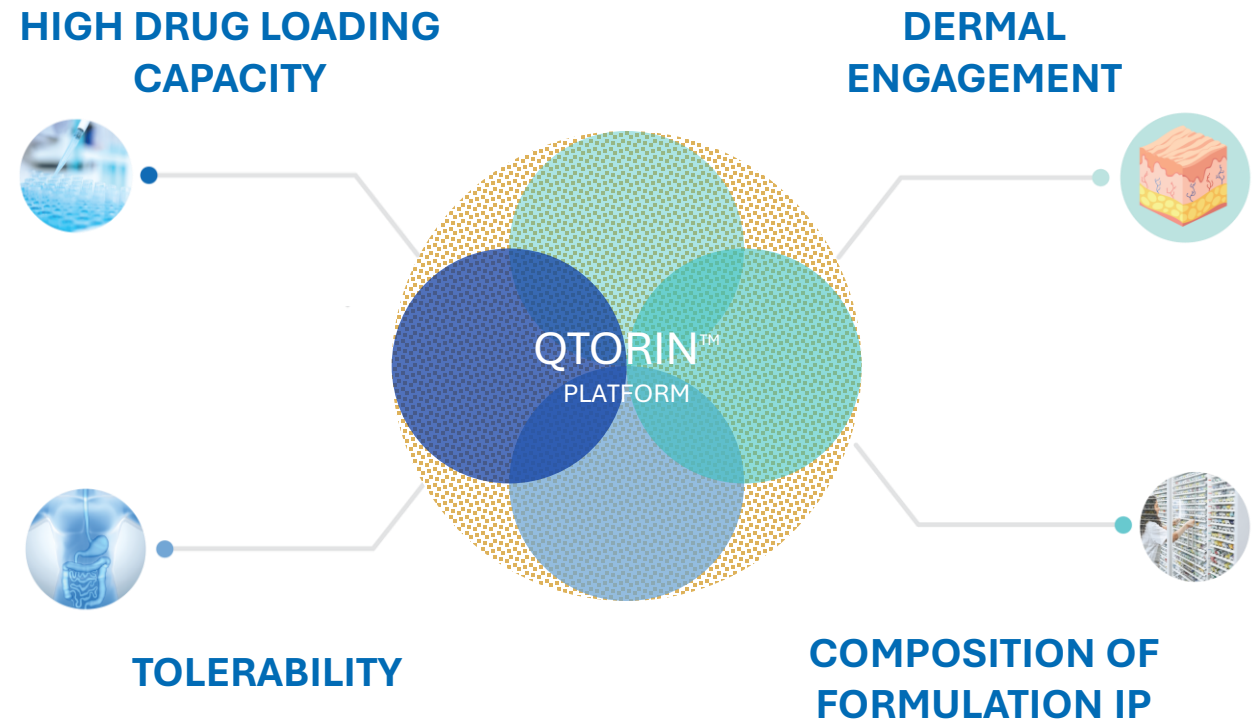 HIGH DRUG LOADING
CAPACITY
DERMAL
ENGAGEMENT
QTORIN™
PLATFORM
TOLERABILITY
COMPOSITION OF
FORMULATION IP